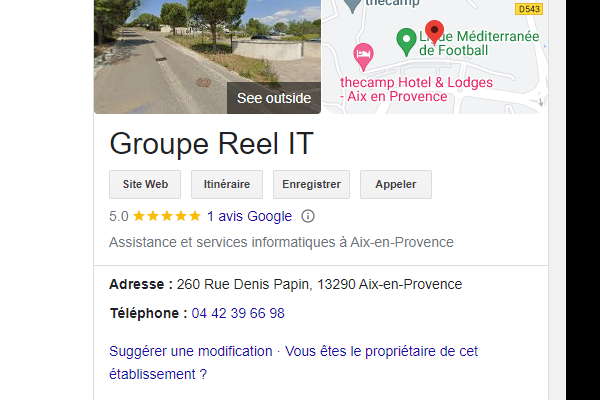 thecamp
D543
Ligue Méditerranée
de Football
thecamp Hotel & Lodges
- Aix en Provence
See outside
Groupe Reel IT
Site Web Itinéraire Enregistrer Appeler
5.0 1 avis Google
Assistance et services informatiques à Aix-en-Provence
Adresse : 260 Rue Denis Papin, 13290 Aix-en-Provence
Téléphone : 04 42 39 66 98
Suggérer une modification · Vous êtes le propriétaire de cet
établissement ?